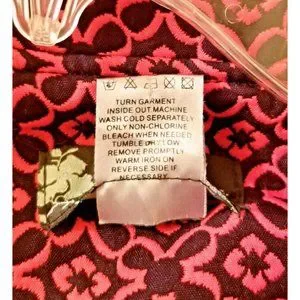 TURN GARMENT
INSIDE OUT MACHINE
WASH COLD SEPARATELY
ONLY NON-CHLORINE
BLEACH WHEN NEEDED
TUMBLE DRY LOW
REMOVE PROMPTLY
WARM IRON ON
REVERSE SIDE IF
NECESSARY